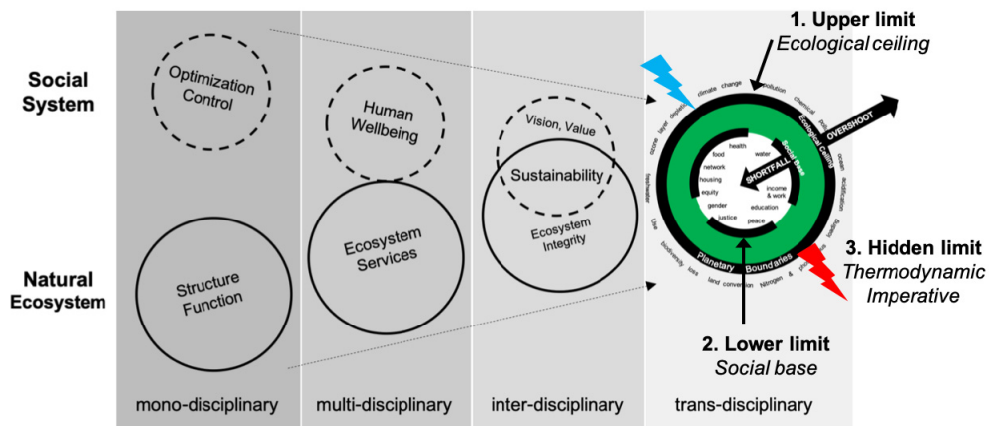 Social
System
Natural
Ecosystem
Optimization
Control
Structure
Function
mono-disciplinary
Human
Wellbeing
Ecosystem
Services
multi-disciplinary
Vision, Value
Sustainability
Ecosystem
Integrity
inter-disciplinary
1. Upper limit
Ecological ceiling
climate change
pollution
chemical
ozone layer
freshwater
Use
biodiversity loss
land
Nitrogen &
ocean acidification
Ecological Ceiling
OVERSHOOT
Social Base
SHORTFALL
health
food
water
network
housing
income
& work
equity
gender
education
justice
peace
Planetary Boundaries
3. Hidden limit
Thermodynamic
Imperative
2. Lower limit
Social base
trans-disciplinary